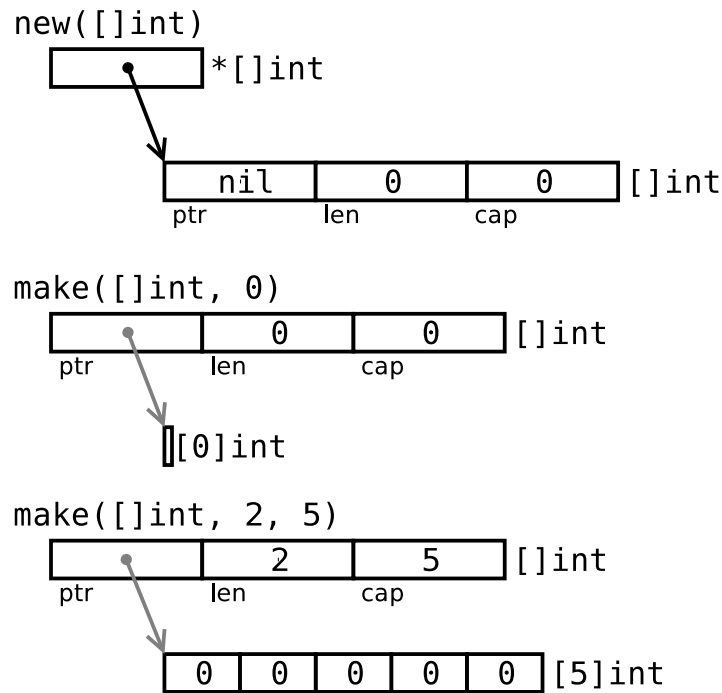 new([]int)
*[]int
nil 0 0 []int
ptr len cap
make([]int, 0)
0 0 []int
ptr len cap
[0]int
make([]int, 2, 5)
2 5 []int
ptr len cap
0 0 0 0 0 [5]int